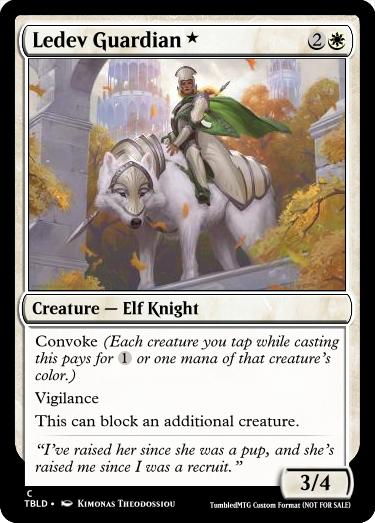 Ledev Guardian ★ 2
Creature — Elf Knight
Convoke (Each creature you tap while casting
this pays for 1 or one mana of that creature's
color.)
Vigilance
This can block an additional creature.
“I've raised her since she was a pup, and she's
raised me since I was a recruit.”
3/4
C
TBLD • Kimonas Theodossiou
TumbledMTG Custom Format (NOT FOR SALE)